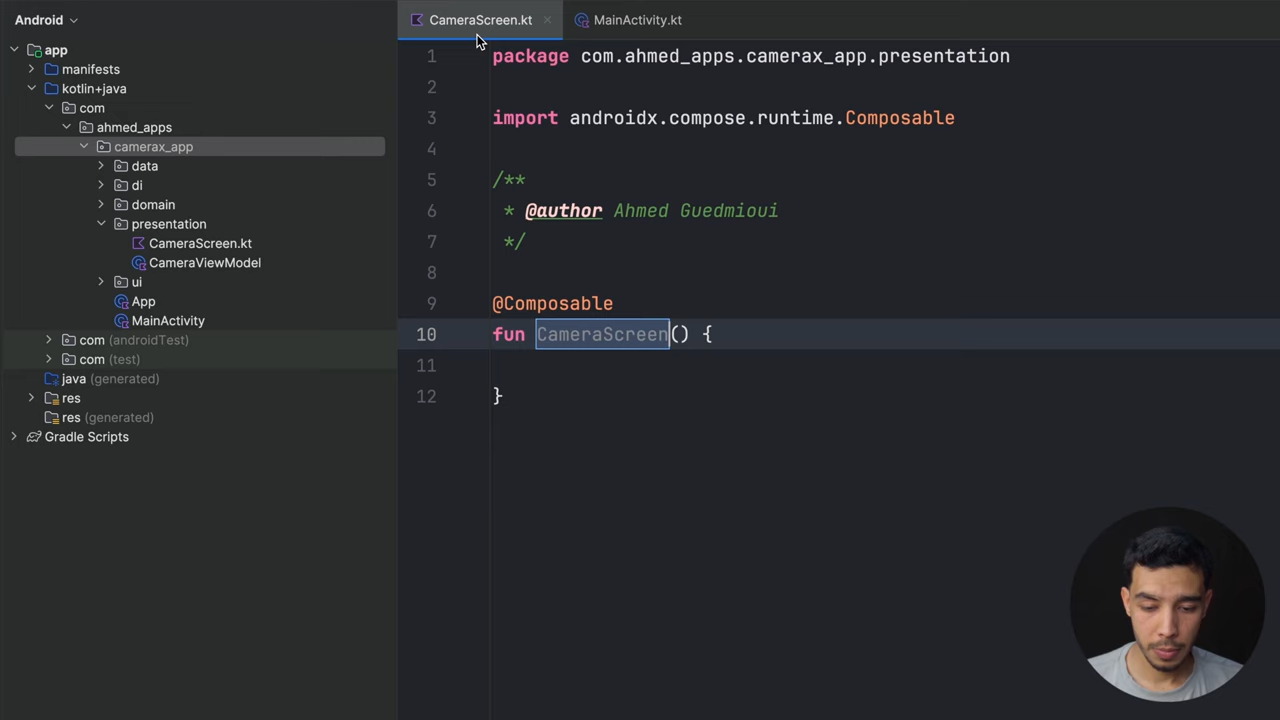 Android
app
manifests
kotlin+java
com
ahmed_apps
camerax_app
data
di
domain
presentation
CameraScreen.kt
CameraViewModel
ui
App
MainActivity
com (androidTest)
com (test)
java (generated)
res
res (generated)
Gradle Scripts
CameraScreen.kt
MainActivity.kt
1 package com.ahmed_apps.camerax_app.presentation
2
3 import androidx.compose.runtime.Composable
4
5 /**
6 * @author Ahmed Guedmioui
7 */
8
9 @Composable
10 fun CameraScreen() {
11
12 }